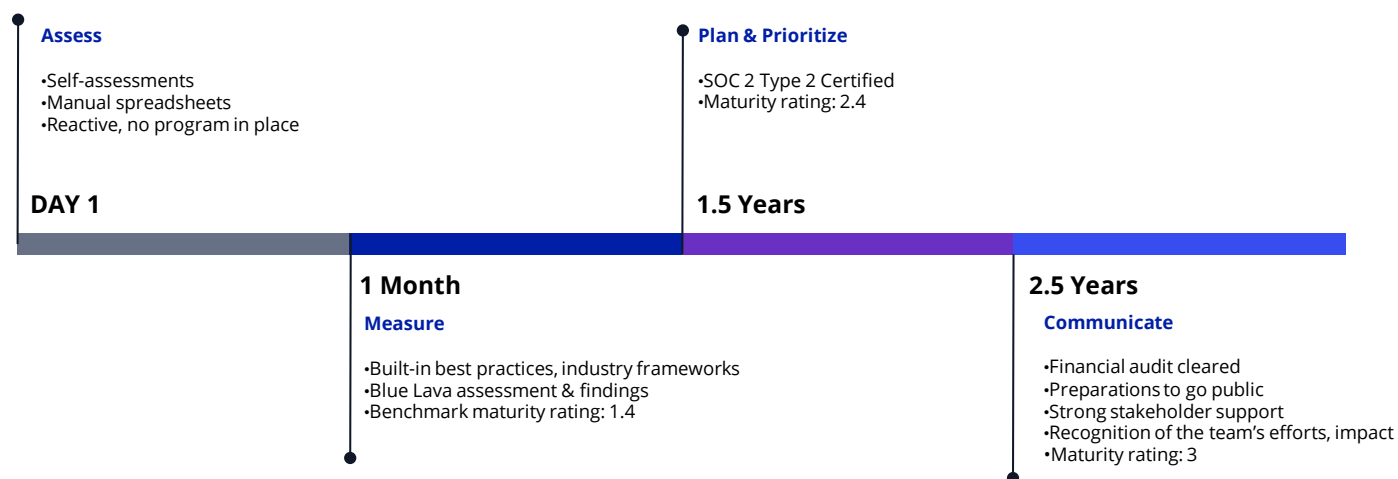 Assess
•Self-assessments
•Manual spreadsheets
•Reactive, no program in place
DAY 1
1 Month
Measure
•Built-in best practices, industry frameworks
•Blue Lava assessment & findings
•Benchmark maturity rating: 1.4
Plan & Prioritize
•SOC 2 Type 2 Certified
•Maturity rating: 2.4
1.5 Years
2.5 Years
Communicate
•Financial audit cleared
•Preparations to go public
•Strong stakeholder support
•Recognition of the team’s efforts, impact
•Maturity rating: 3